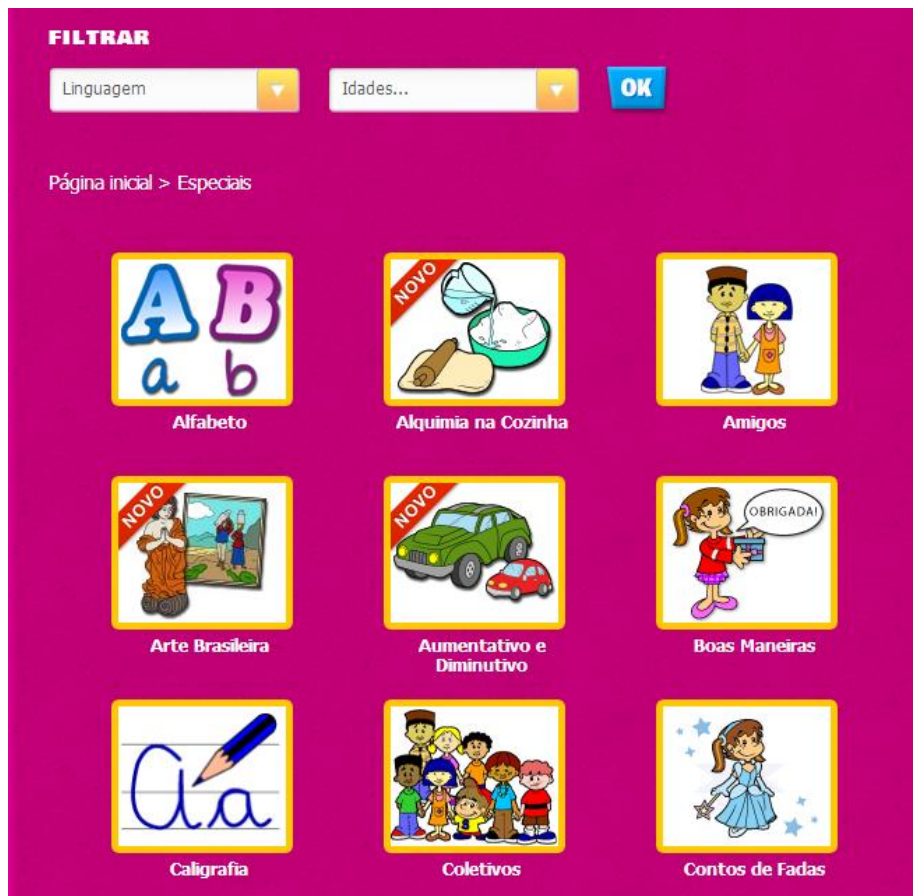 FILTRAR
Linguagem Idades... OK
Página inicial > Especiais
A B
a b
NOVO
Alfabeto Alquimia na Cozinha Amigos
NOVO NOVO OBRIGADA!
Arte Brasileira Aumentativo e Diminutivo Boas Maneiras
Aa
Caligrafia Coletivos Contos de Fadas